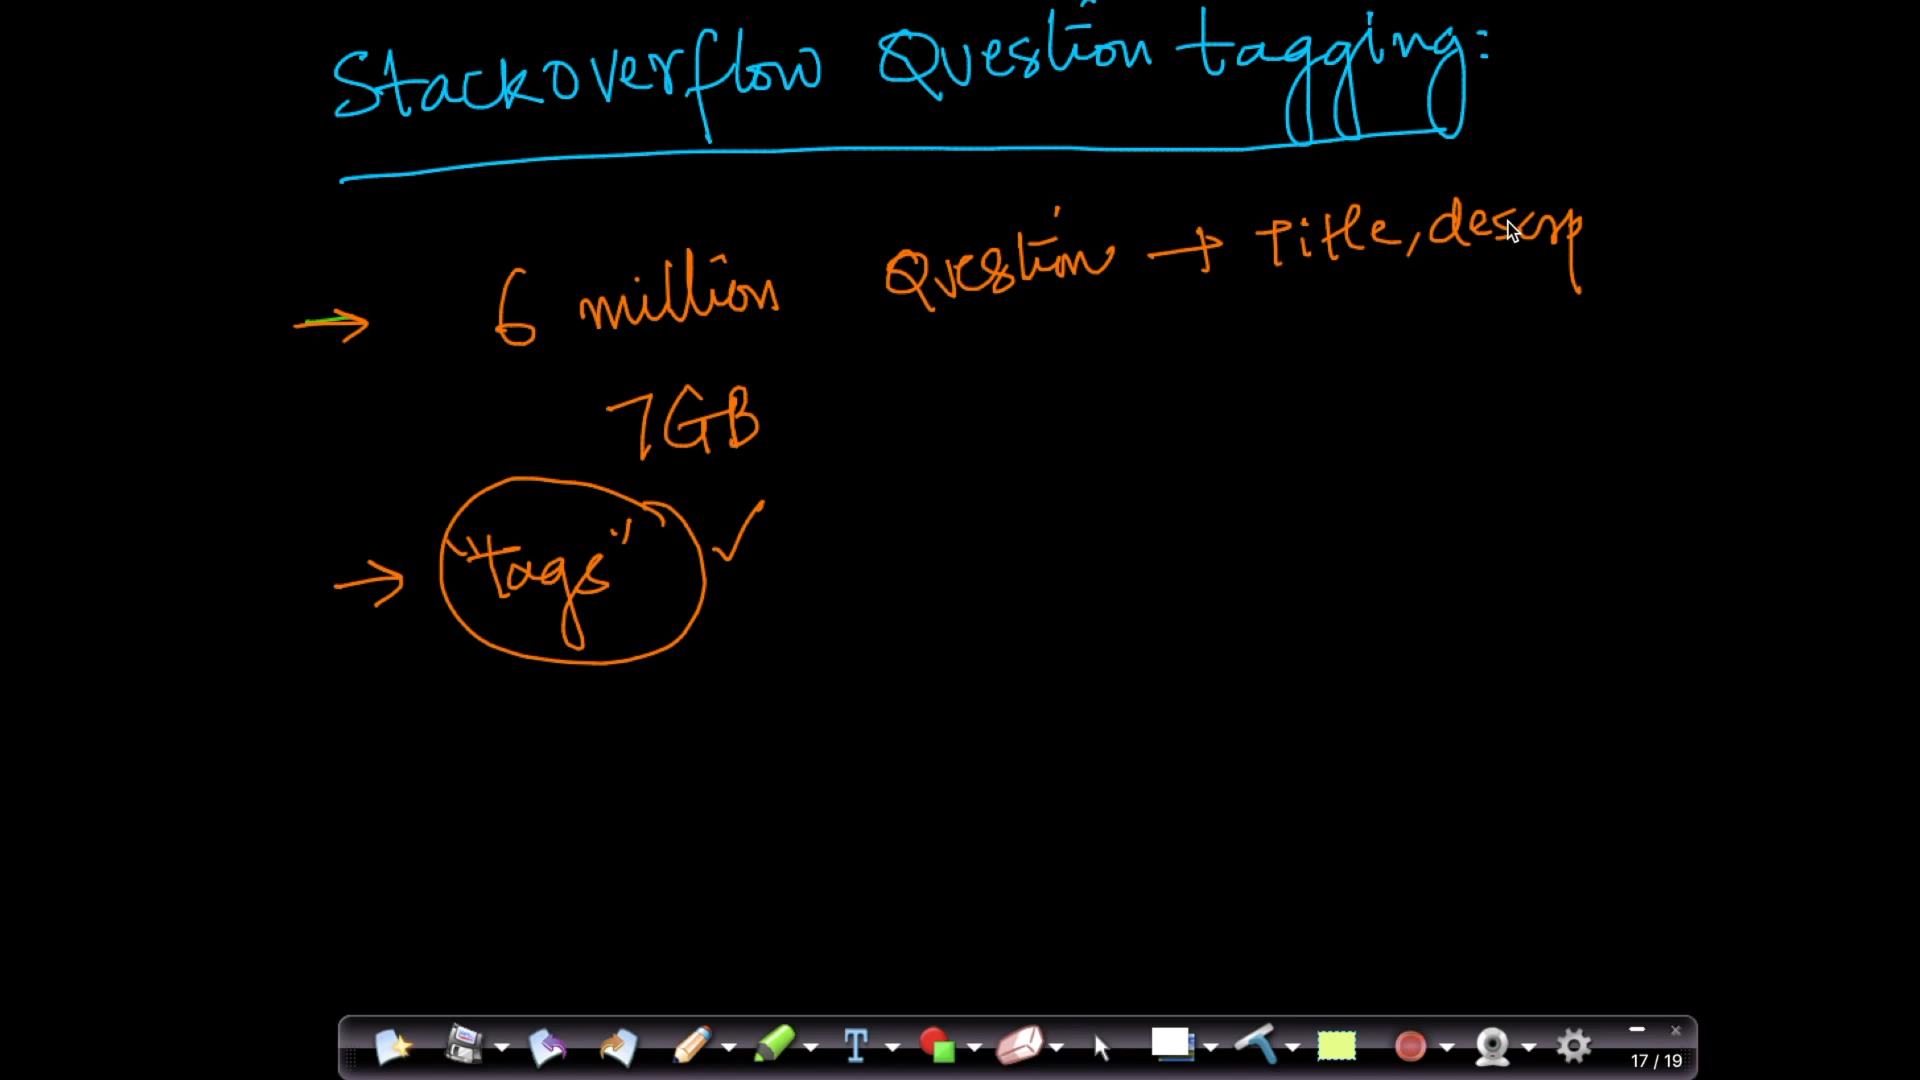 Stackoverflow Question tagging:
→ 6 million Question → Title, descrp
7GB
→ "tags" ✓
17 / 19